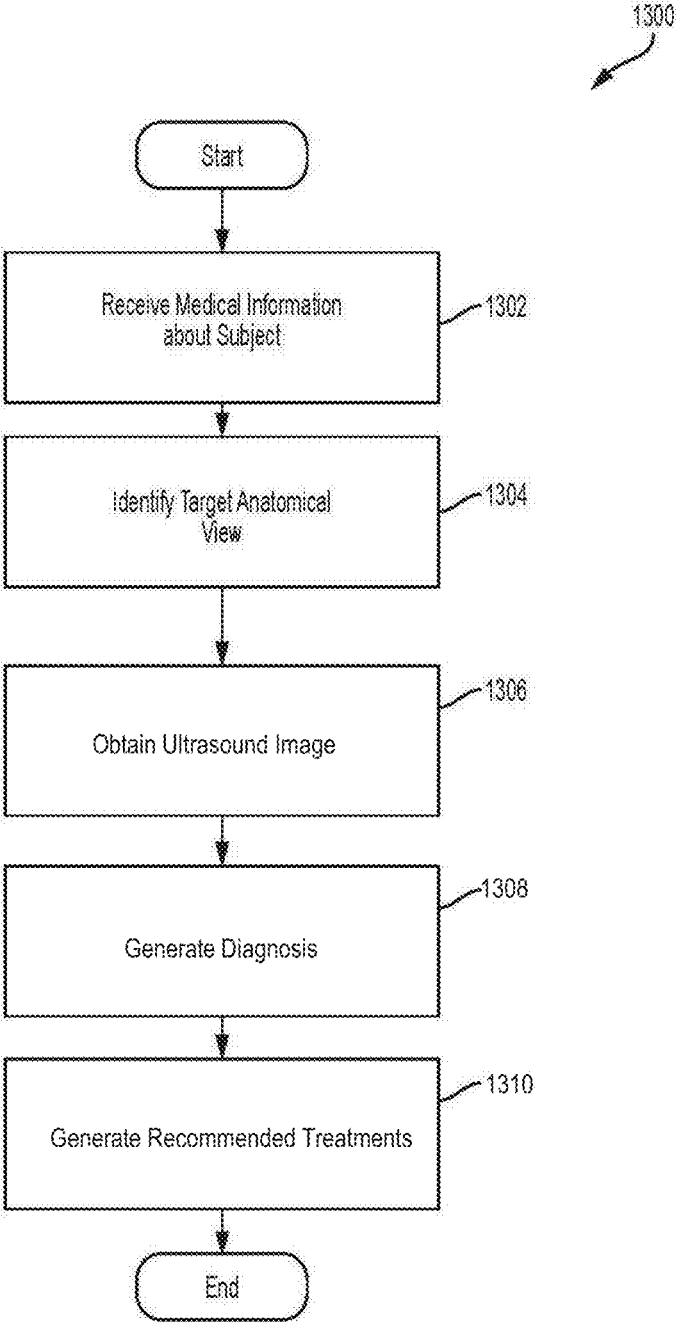 1300
Start
Receive Medical Information
about Subject
1302
Identify Target Anatomical
View
1304
1306
Obtain Ultrasound Image
1308
Generate Diagnosis
1310
Generate Recommended Treatments
End